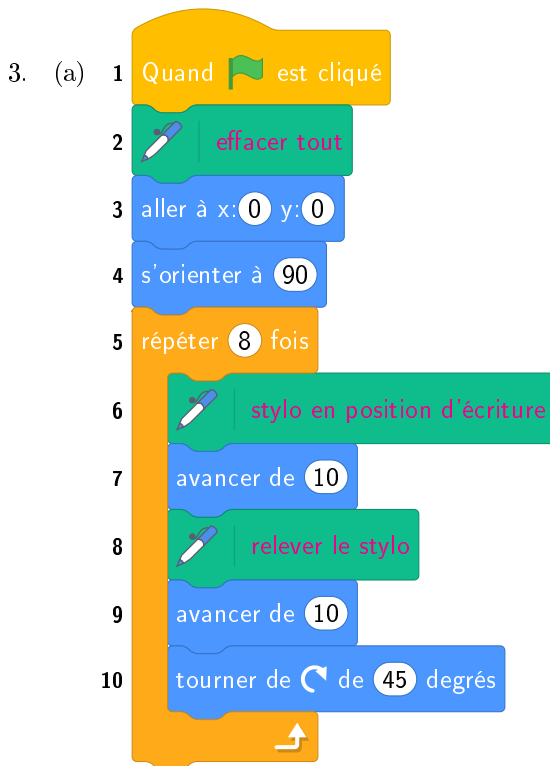 3. (a) 1 Quand est cliqué
2 effacer tout
3 aller à x: 0 y: 0
4 s'orienter à 90
5 répéter 8 fois
6 stylo en position d'écriture
7 avancer de 10
8 relever le stylo
9 avancer de 10
10 tourner de de 45 degrés